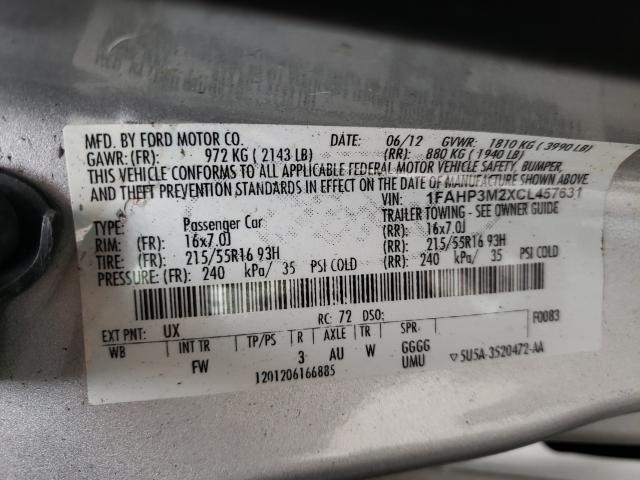 MFD. BY FORD MOTOR CO. DATE: 06/12 GVWR: 1810 KG ( 3990 LB)
GAWR: (FR): 972 KG ( 2143 LB) (RR): 880 KG ( 1940 LB)
THIS VEHICLE CONFORMS TO ALL APPLICABLE FEDERAL MOTOR VEHICLE SAFETY, BUMPER,
AND THEFT PREVENTION STANDARDS IN EFFECT ON THE DATE OF MANUFACTURE SHOWN ABOVE.
VIN: 1FAHP3M2XCL457631
TYPE: Passenger Car TRAILER TOWING - SEE OWNER GUIDE
RIM: (FR): 16x7.0J (RR): 16x7.0J
TIRE: (FR): 215/55R16 93H (RR): 215/55R16 93H
PRESSURE: (FR): 240 kPa/ 35 PSI COLD (RR): 240 kPa/ 35 PSI COLD
EXT PNT: UX RC: 72 DSO: F0083
WB INT TR TP/PS R AXLE TR SPR
FW 3 AU W GGGG
UMU
1201206166885 5U5A-3520472-AA